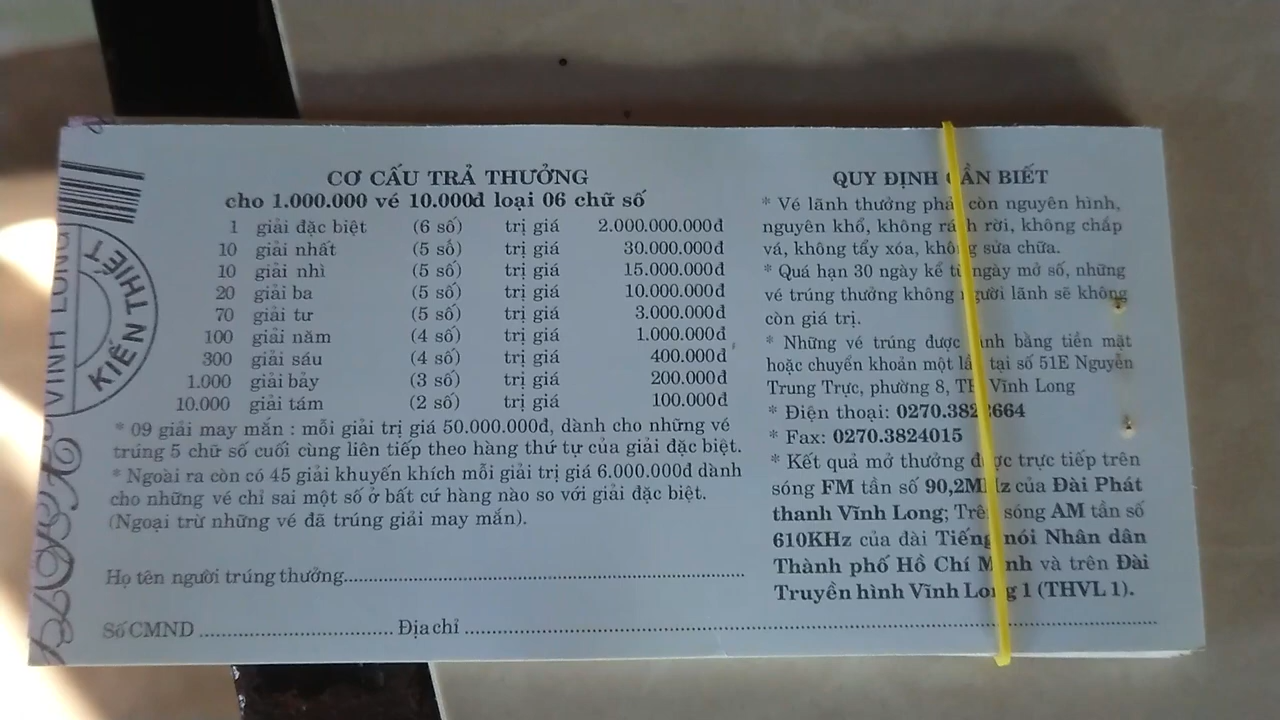 CƠ CẤU TRẢ THƯỞNG
cho 1.000.000 vé 10.000đ loại 06 chữ số
1 giải đặc biệt (6 số) trị giá 2.000.000.000đ
10 giải nhất (5 số) trị giá 30.000.000đ
10 giải nhì (5 số) trị giá 15.000.000đ
20 giải ba (5 số) trị giá 10.000.000đ
70 giải tư (5 số) trị giá 3.000.000đ
100 giải năm (4 số) trị giá 1.000.000đ
300 giải sáu (4 số) trị giá 400.000đ
1.000 giải bảy (3 số) trị giá 200.000đ
10.000 giải tám (2 số) trị giá 100.000đ
* 09 giải may mắn : mỗi giải trị giá 50.000.000đ, dành cho những vé
trúng 5 chữ số cuối cùng liên tiếp theo hàng thứ tự của giải đặc biệt.
* Ngoài ra còn có 45 giải khuyến khích mỗi giải trị giá 6.000.000đ dành
cho những vé chỉ sai một số ở bất cứ hàng nào so với giải đặc biệt.
(Ngoại trừ những vé đã trúng giải may mắn).
Họ tên người trúng thưởng
Số CMND Địa chỉ
QUY ĐỊNH CẦN BIẾT
* Vé lãnh thưởng phải còn nguyên hình,
nguyên khổ, không rách rời, không chắp
vá, không tẩy xóa, không sửa chữa.
* Quá hạn 30 ngày kể từ ngày mở số, những
vé trúng thưởng không người lãnh sẽ không
còn giá trị.
* Những vé trúng được lãnh bằng tiền mặt
hoặc chuyển khoản một lần tại số 51E Nguyễn
Trung Trực, phường 8, TP. Vĩnh Long
* Điện thoại:
* Fax: 0270.3824015
* Kết quả mở thưởng được trực tiếp trên
sóng FM tần số 90,2MHz của Đài Phát
thanh Vĩnh Long; Trên sóng AM tần số
610KHz của đài Tiếng nói Nhân dân
Thành phố Hồ Chí Minh và trên Đài
Truyền hình Vĩnh Long 1 (THVL 1).
VĨNH LONG
KIẾN THIẾT